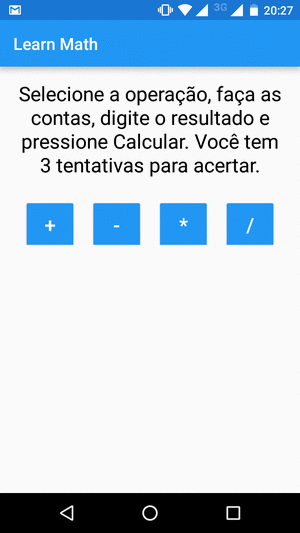 3G 20:27
Learn Math
Selecione a operação, faça as
contas, digite o resultado e
pressione Calcular. Você tem
3 tentativas para acertar.
+ - * /